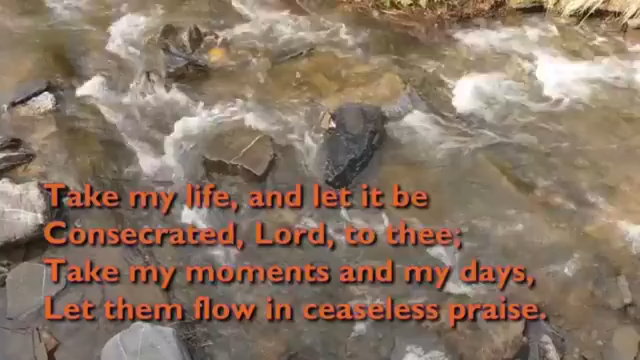 Take my life, and let it be
Consecrated, Lord, to thee;
Take my moments and my days,
Let them flow in ceaseless praise.